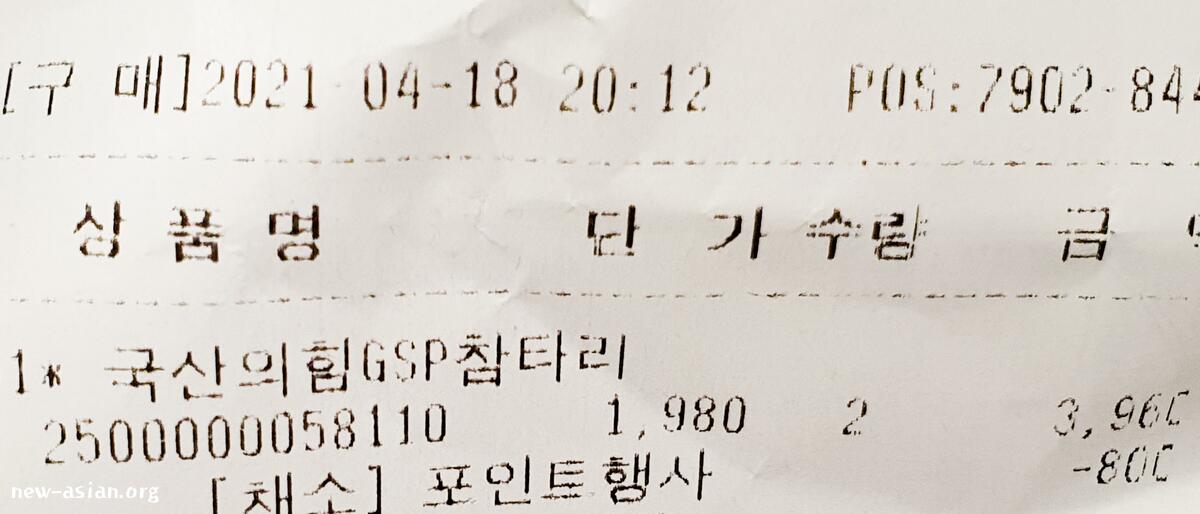 [구 매]2021-04-18 20:12 POS:7902-844
상 품 명 단 가 수량 금
1* 국산의힘GSP참타리
2500000058110 1,980 2 3,960
[채소] 포인트행사 -800
new-asian.org